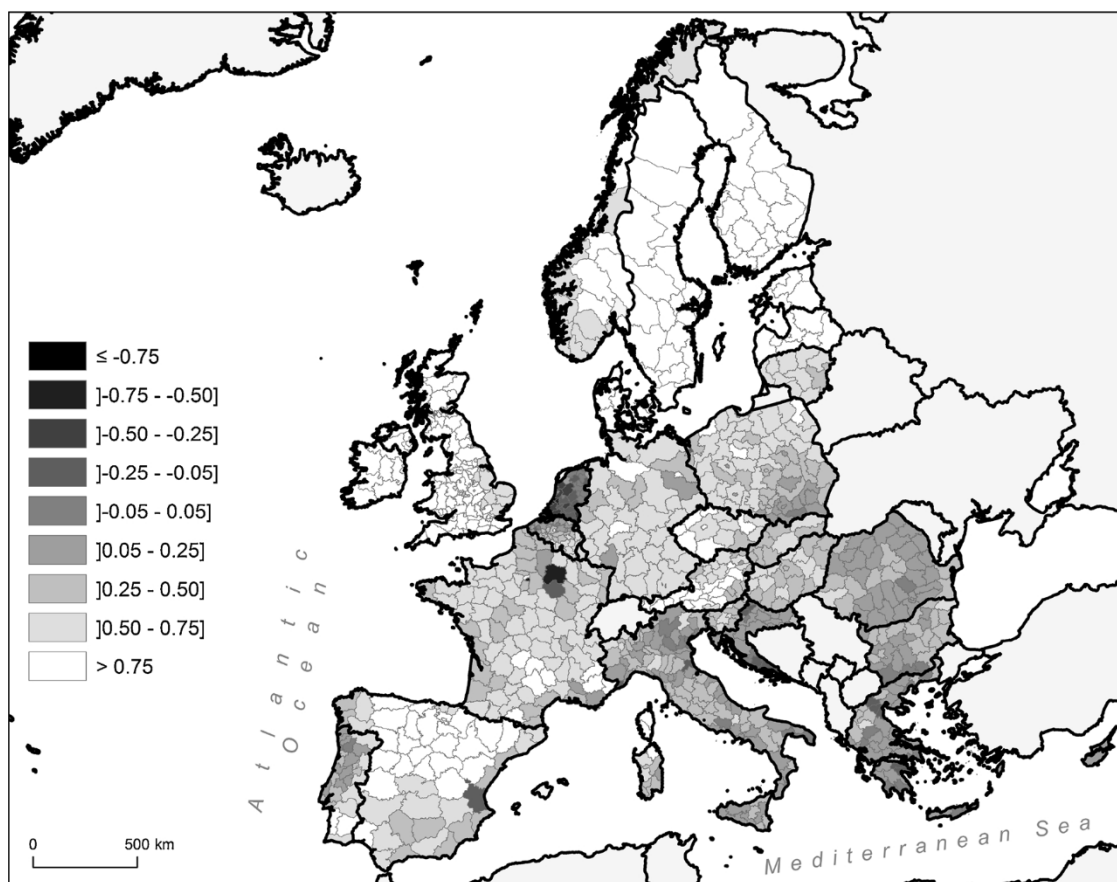 ≤ -0.75
]-0.75 - -0.50]
]-0.50 - -0.25]
]-0.25 - -0.05]
]-0.05 - 0.05]
]0.05 - 0.25]
]0.25 - 0.50]
]0.50 - 0.75]
> 0.75
Atlantic
Ocean
0 500 km
Mediterranean Sea